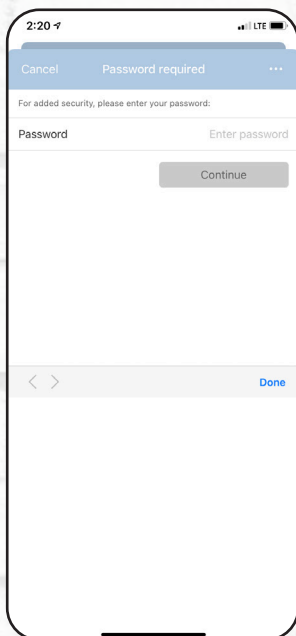 2:20
LTE
Cancel
Password required
...
For added security, please enter your password:
Password
Enter password
Continue
Done